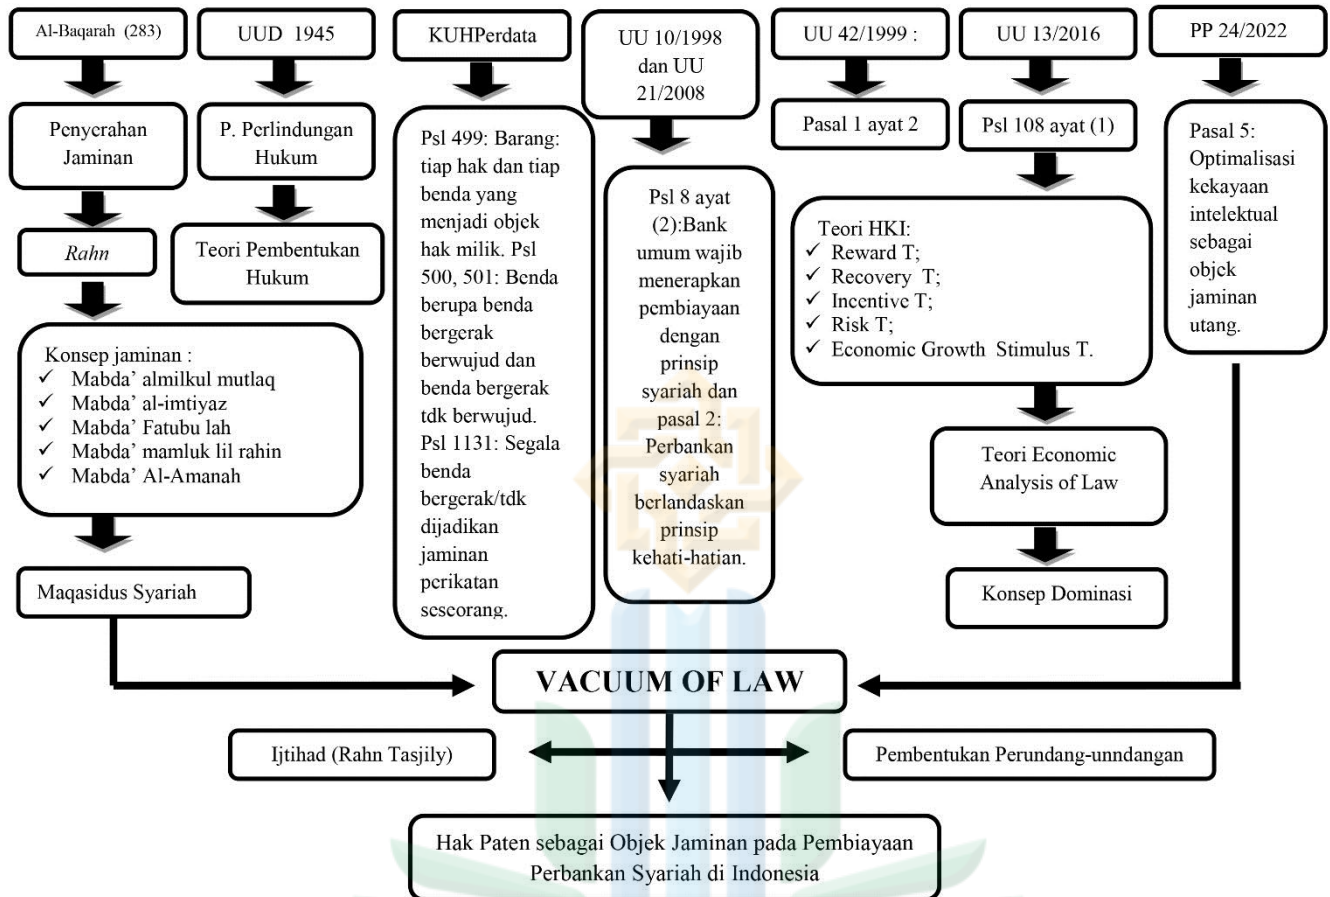 Al-Baqarah (283)
UUD 1945
KUHPerdata
UU 10/1998
dan UU
21/2008
UU 42/1999 :
UU 13/2016
PP 24/2022
Penyerahan
Jaminan
Rahn
Konsep jaminan :
✓ Mabda’ almilkul mutlaq
✓ Mabda’ al-imtiyaz
✓ Mabda’ Fatubu lah
✓ Mabda’ mamluk lil rahin
✓ Mabda’ Al-Amanah
Maqasidus Syariah
P. Perlindungan
Hukum
Teori Pembentukan
Hukum
Psl 499: Barang:
tiap hak dan tiap
benda yang
menjadi objek
hak milik. Psl
500, 501: Benda
berupa benda
bergerak
berwujud dan
benda bergerak
tdk berwujud.
Psl 1131: Segala
benda
bergerak/tdk
dijadikan
jaminan
perikatan
seseorang.
Psl 8 ayat
(2):Bank
umum wajib
menerapkan
pembiayaan
dengan
prinsip
syariah dan
pasal 2:
Perbankan
syariah
berlandaskan
prinsip
kehati-hatian.
Pasal 1 ayat 2
Psl 108 ayat (1)
Teori HKI:
✓ Reward T;
✓ Recovery T;
✓ Incentive T;
✓ Risk T;
✓ Economic Growth Stimulus T.
Teori Economic
Analysis of Law
Konsep Dominasi
Pasal 5:
Optimalisasi
kekayaan
intelektual
sebagai
objek
jaminan
utang.
VACUUM OF LAW
Ijtihad (Rahn Tasjily)
Pembentukan Perundang-unndangan
Hak Paten sebagai Objek Jaminan pada Pembiayaan
Perbankan Syariah di Indonesia